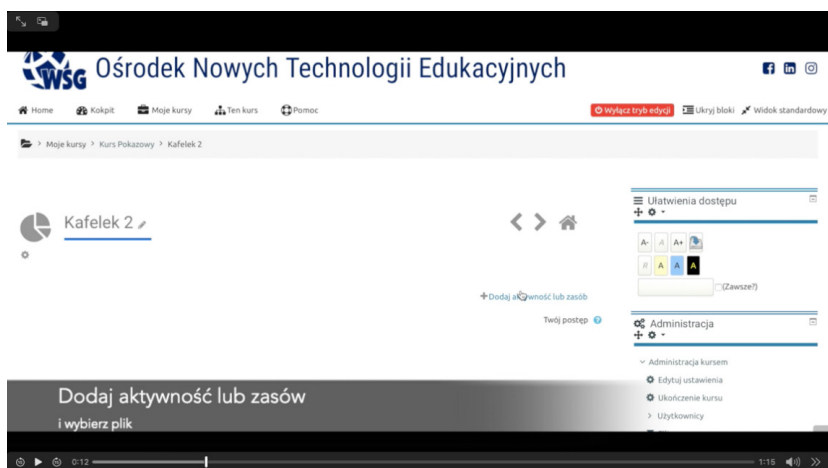 WSG Ośrodek Nowych Technologii Edukacyjnych
Home Kokpit Moje kursy Ten kurs Pomoc Wyłącz tryb edycji Ukryj bloki Widok standardowy
> Moje kursy > Kurs Pokazowy > Kafelek 2
Kafelek 2
Ułatwienia dostępu
A- A A+
R A A A
(Zawsze?)
+Dodaj aktywność lub zasób
Twój postęp
Administracja
Administracja kursem
Edytuj ustawienia
Ukończenie kursu
Użytkownicy
Dodaj aktywność lub zasów
i wybierz plik
0:12 1:15